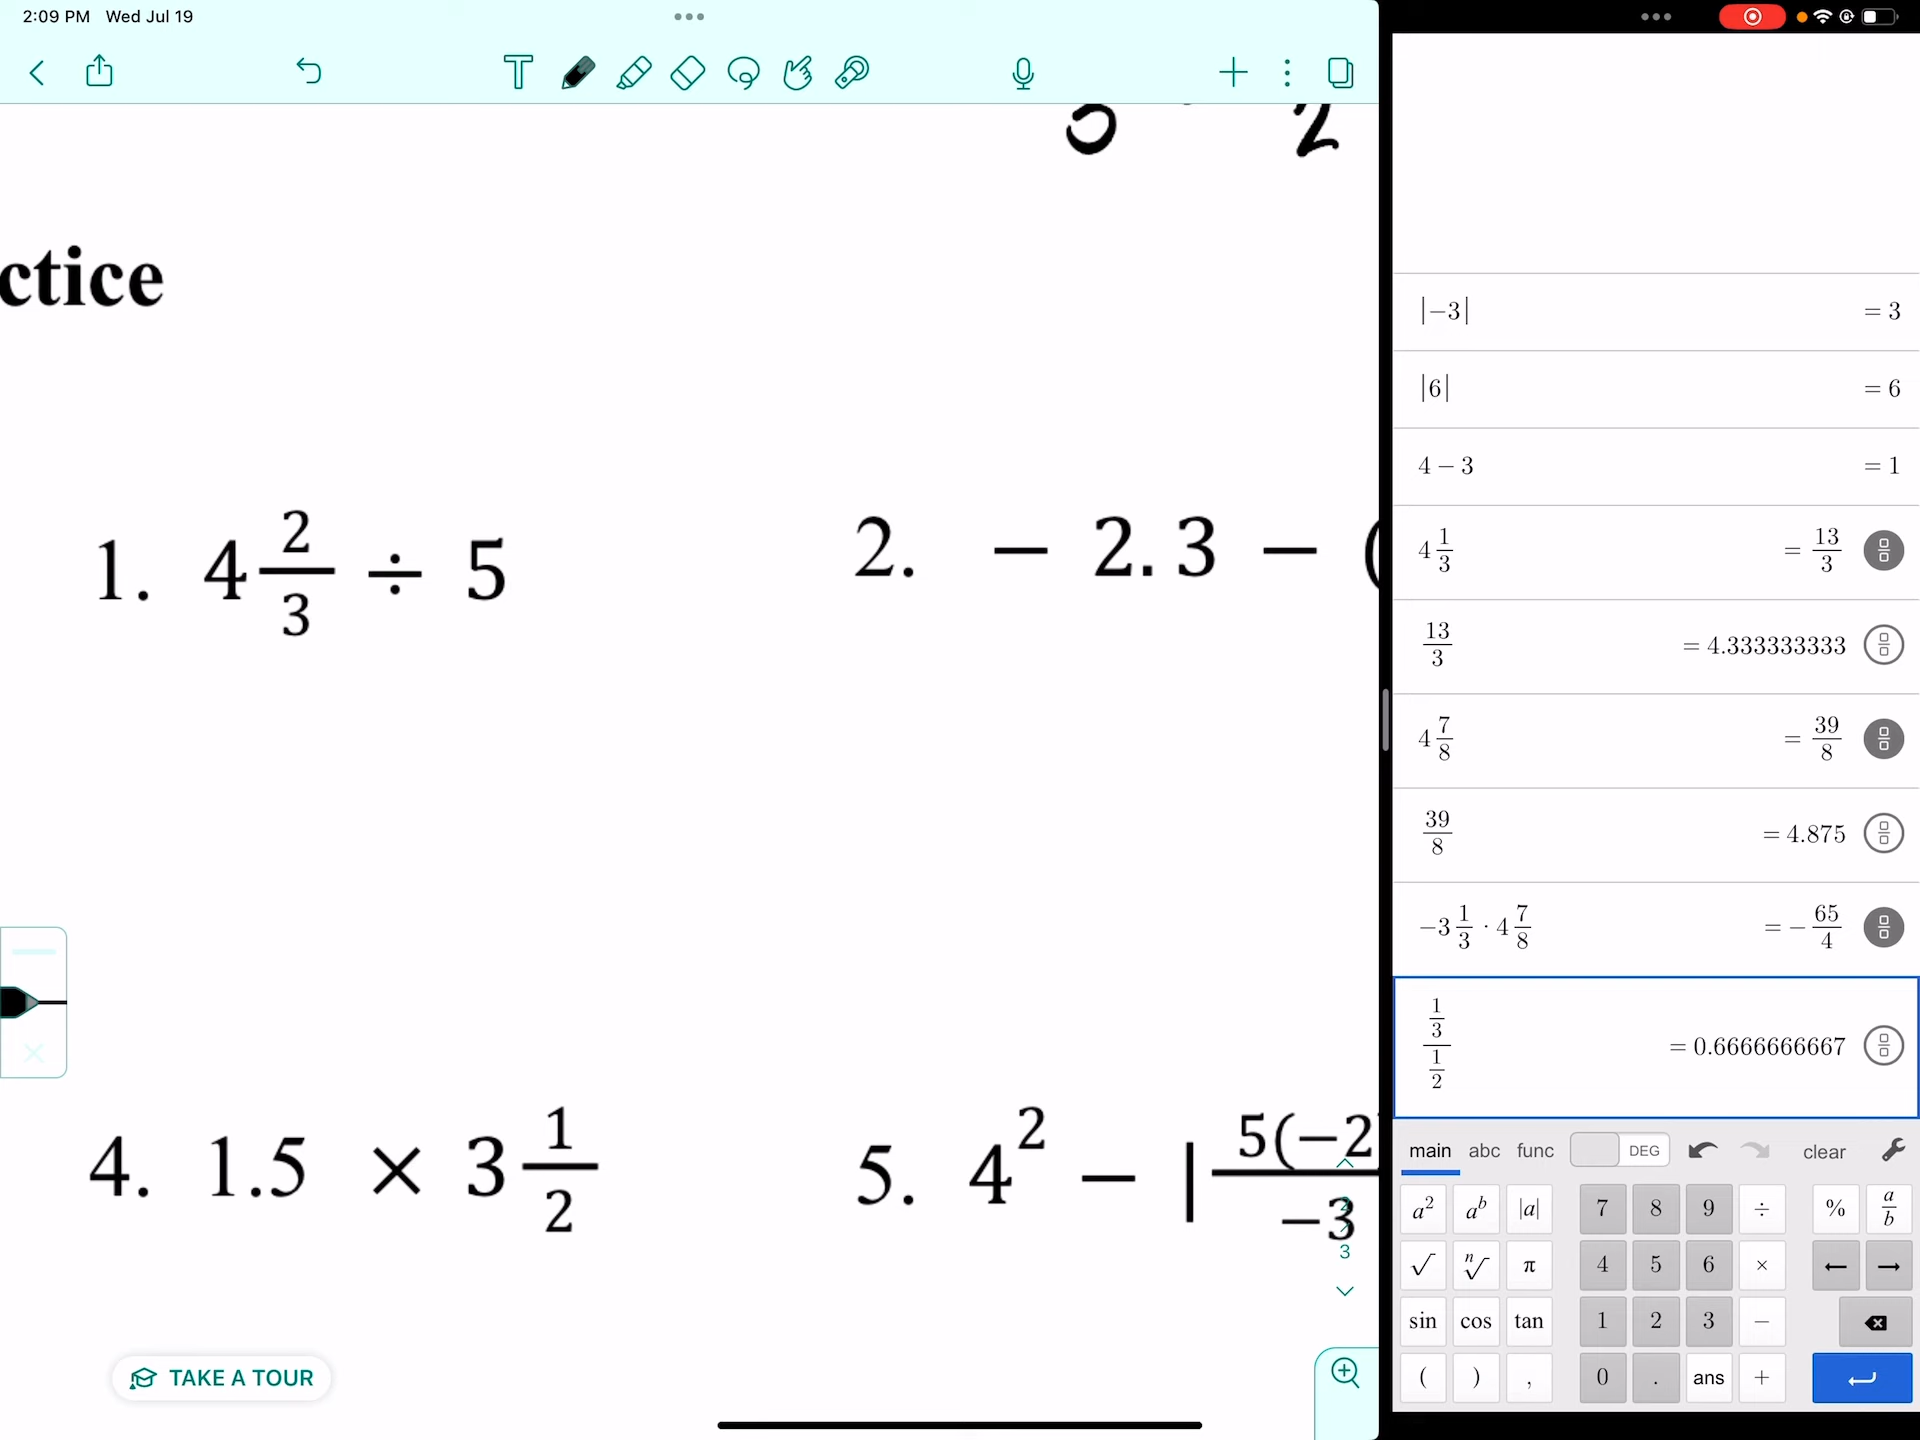 2:09 PM Wed Jul 19
ctice
1. 4 2/3 ÷ 5
2. − 2.3 − (
4. 1.5 × 3 1/2
5. 4² − | 5(−2 / −3
3
TAKE A TOUR
|−3| = 3
|6| = 6
4 − 3 = 1
4 1/3 = 13/3
13/3 = 4.333333333
4 7/8 = 39/8
39/8 = 4.875
−3 1/3 · 4 7/8 = − 65/4
1/3 / 1/2 = 0.6666666667
main abc func DEG clear
a² aᵇ |a| 7 8 9 ÷ % a/b
√ ⁿ√ π 4 5 6 × ← →
sin cos tan 1 2 3 −
( ) , 0 . ans +